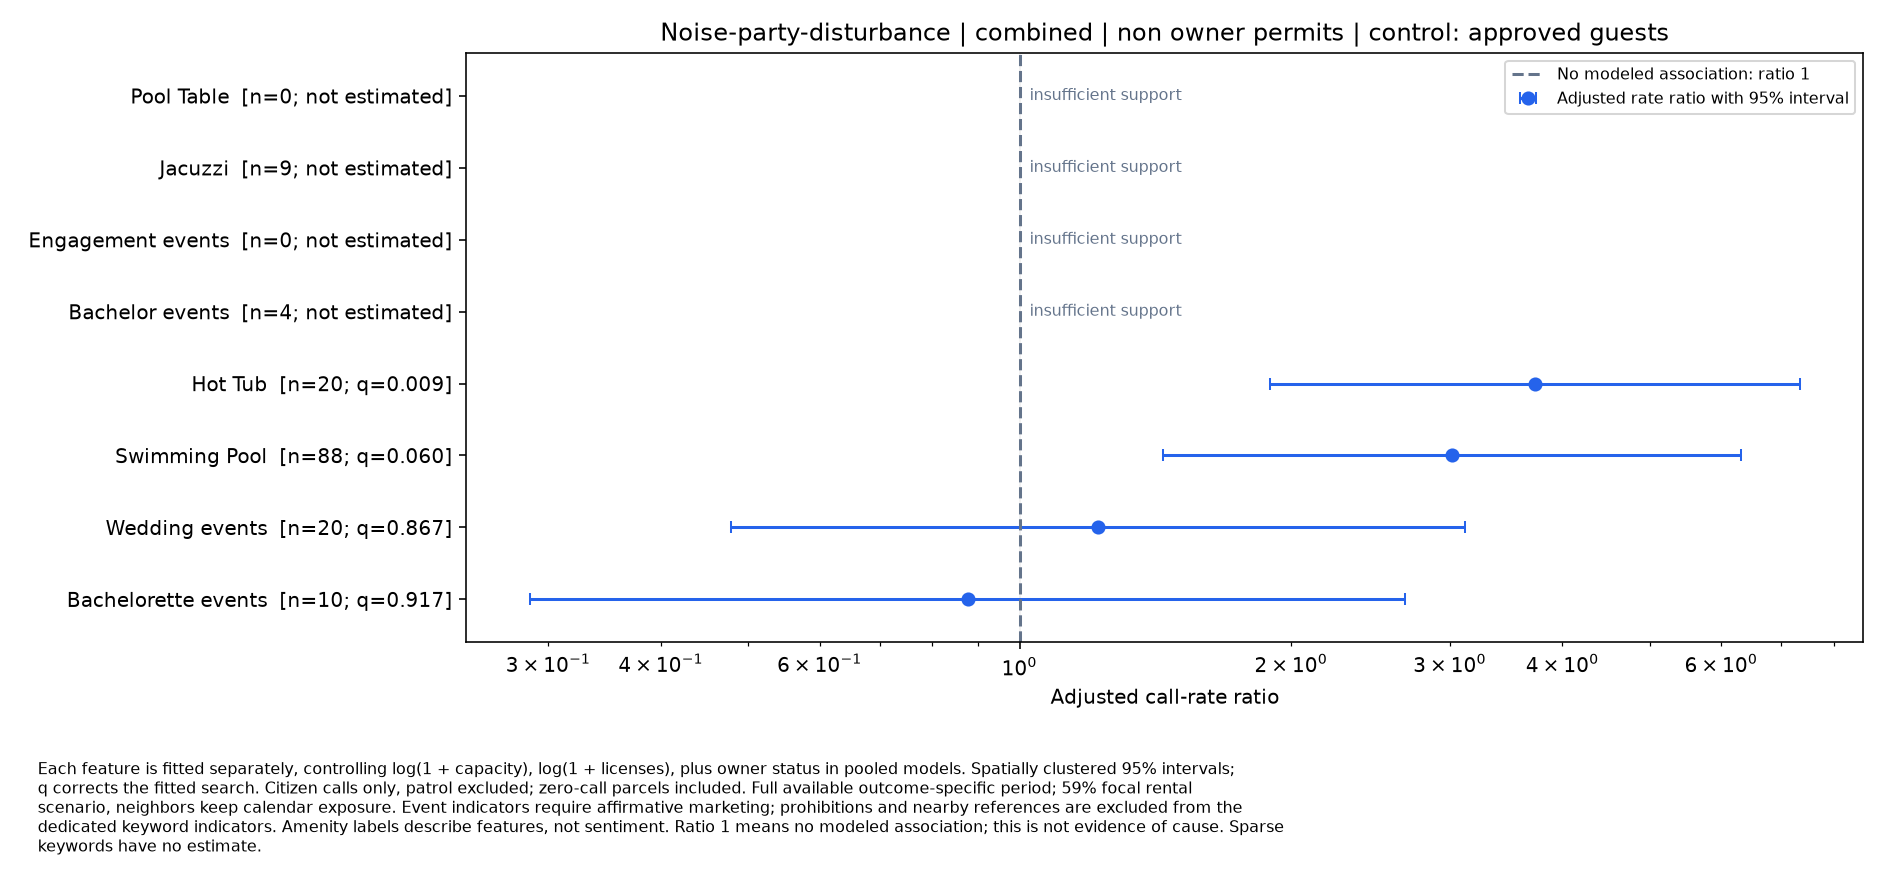 Noise-party-disturbance | combined | non owner permits | control: approved guests
No modeled association: ratio 1
Adjusted rate ratio with 95% interval
Pool Table [n=0; not estimated]
insufficient support
Jacuzzi [n=9; not estimated]
insufficient support
Engagement events [n=0; not estimated]
insufficient support
Bachelor events [n=4; not estimated]
insufficient support
Hot Tub [n=20; q=0.009]
Swimming Pool [n=88; q=0.060]
Wedding events [n=20; q=0.867]
Bachelorette events [n=10; q=0.917]
3 × 10⁻¹ 4 × 10⁻¹ 6 × 10⁻¹ 10⁰ 2 × 10⁰ 3 × 10⁰ 4 × 10⁰ 6 × 10⁰
Adjusted call-rate ratio
Each feature is fitted separately, controlling log(1 + capacity), log(1 + licenses), plus owner status in pooled models. Spatially clustered 95% intervals;
q corrects the fitted search. Citizen calls only, patrol excluded; zero-call parcels included. Full available outcome-specific period; 59% focal rental
scenario, neighbors keep calendar exposure. Event indicators require affirmative marketing; prohibitions and nearby references are excluded from the
dedicated keyword indicators. Amenity labels describe features, not sentiment. Ratio 1 means no modeled association; this is not evidence of cause. Sparse
keywords have no estimate.